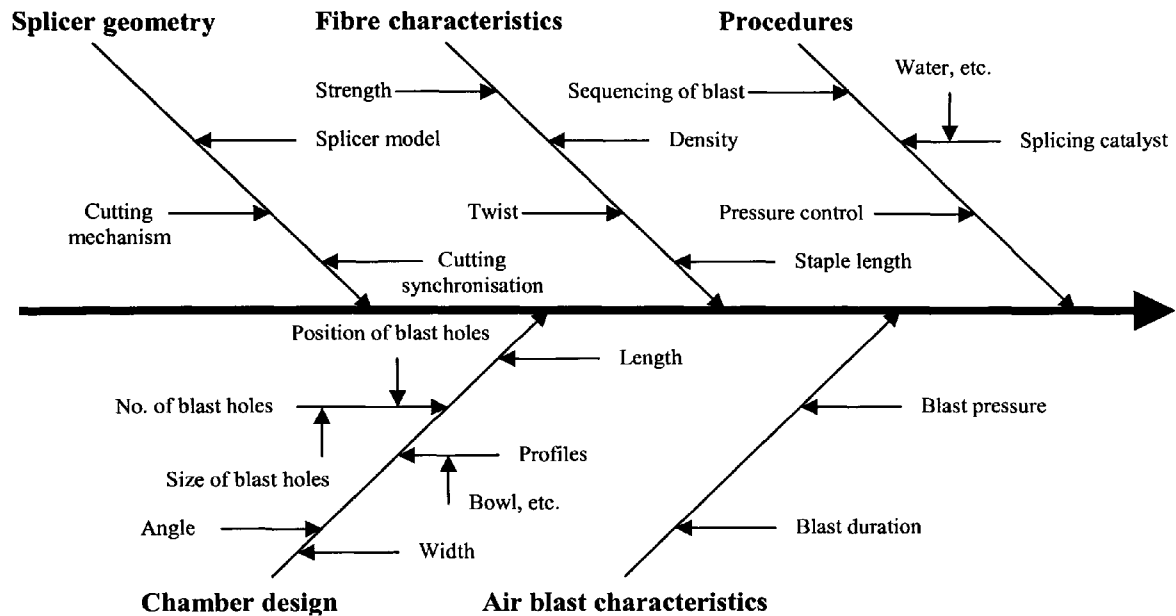 Splicer geometry
Fibre characteristics
Procedures
Water, etc.
Strength
Sequencing of blast
Splicer model
Density
Splicing catalyst
Cutting
mechanism
Twist
Pressure control
Cutting
synchronisation
Staple length
Position of blast holes
Length
No. of blast holes
Blast pressure
Profiles
Size of blast holes
Bowl, etc.
Angle
Blast duration
Width
Chamber design
Air blast characteristics